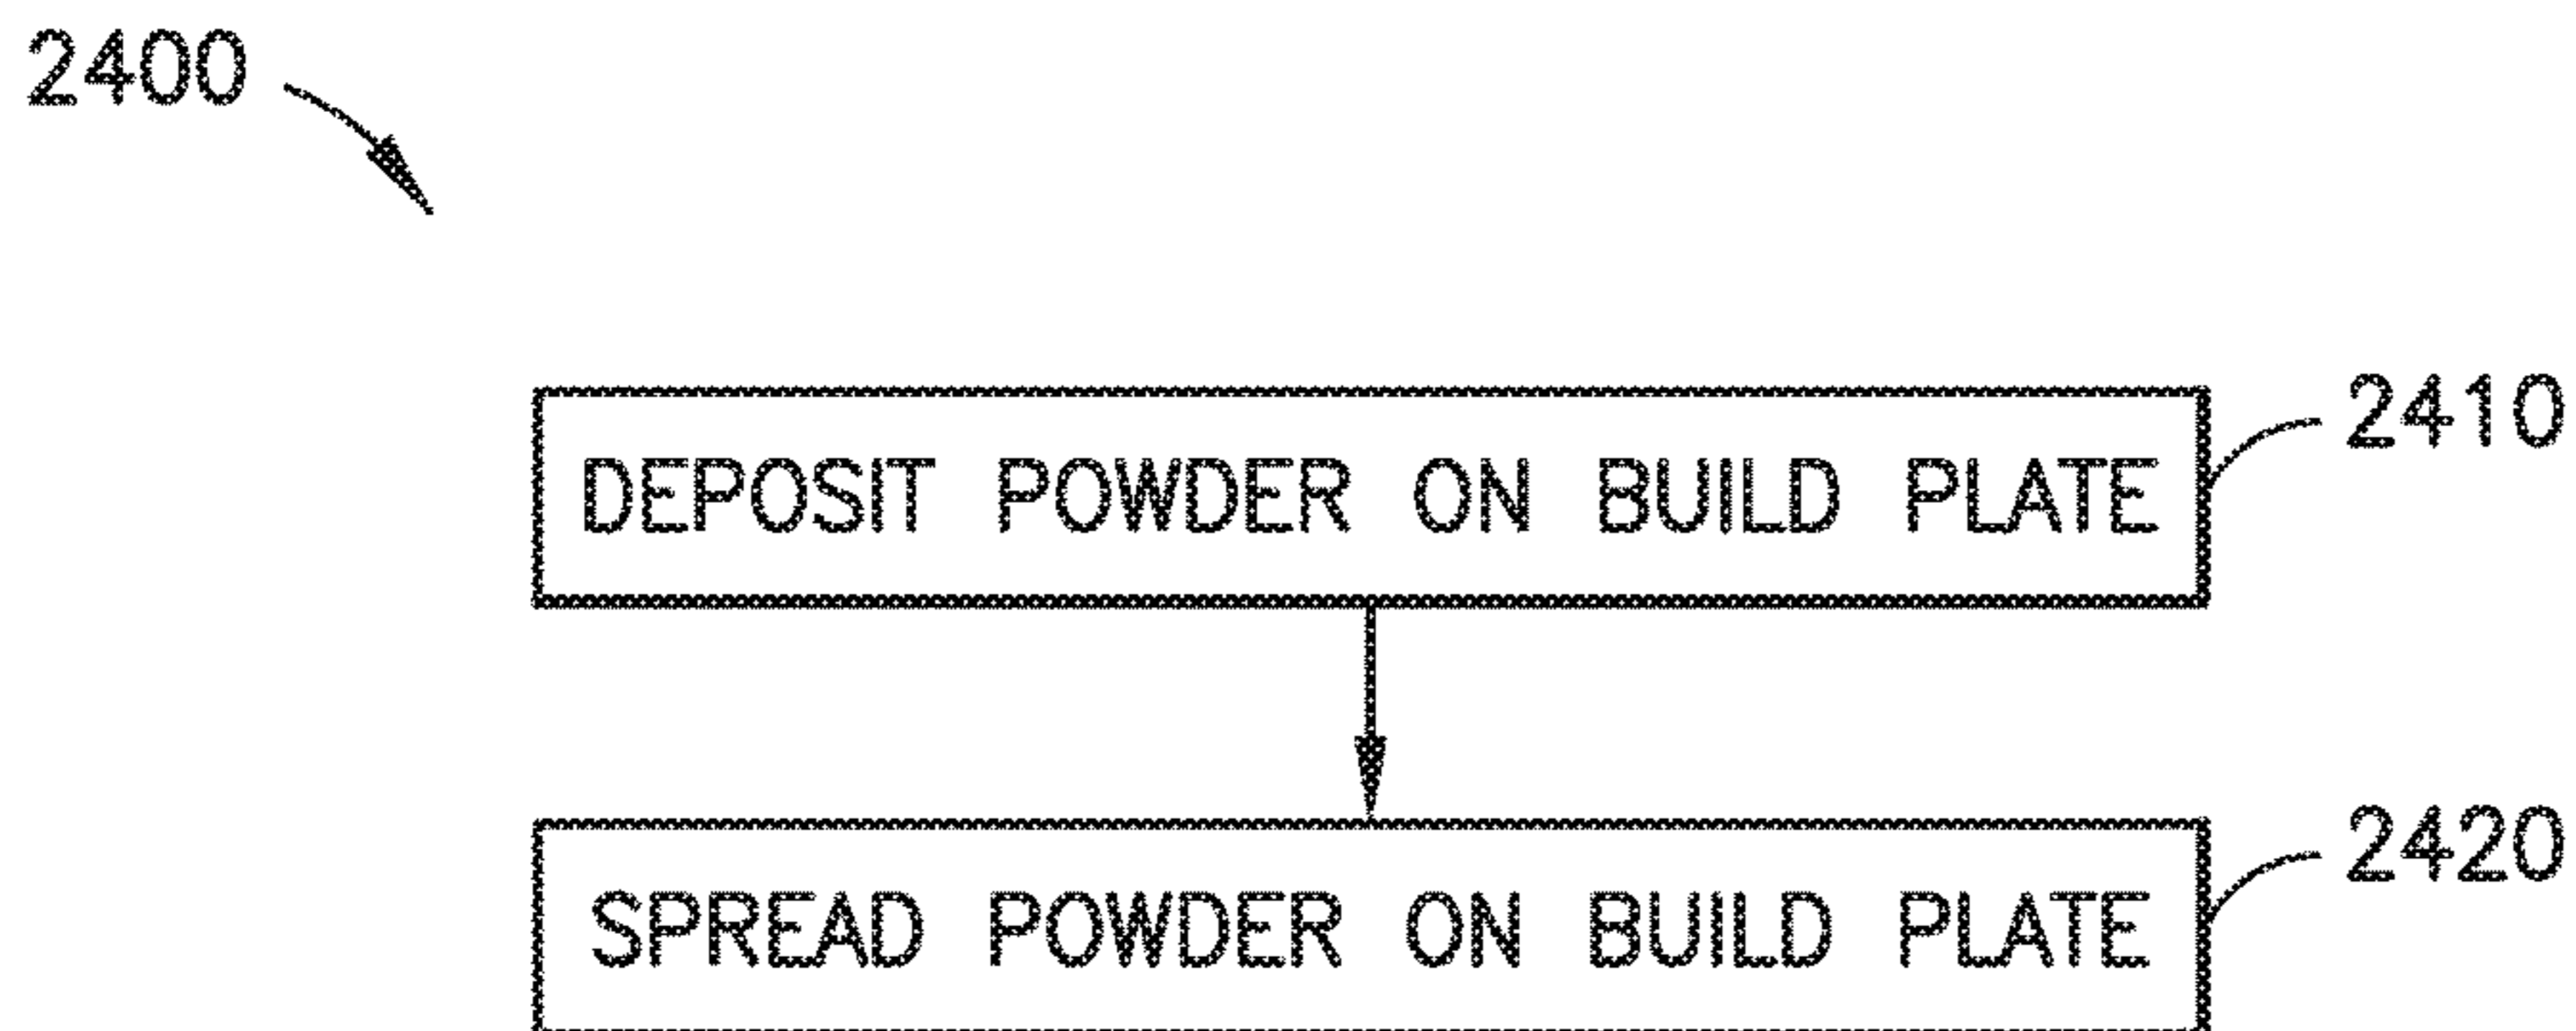 2400
DEPOSIT POWDER ON BUILD PLATE
2410
SPREAD POWDER ON BUILD PLATE
2420